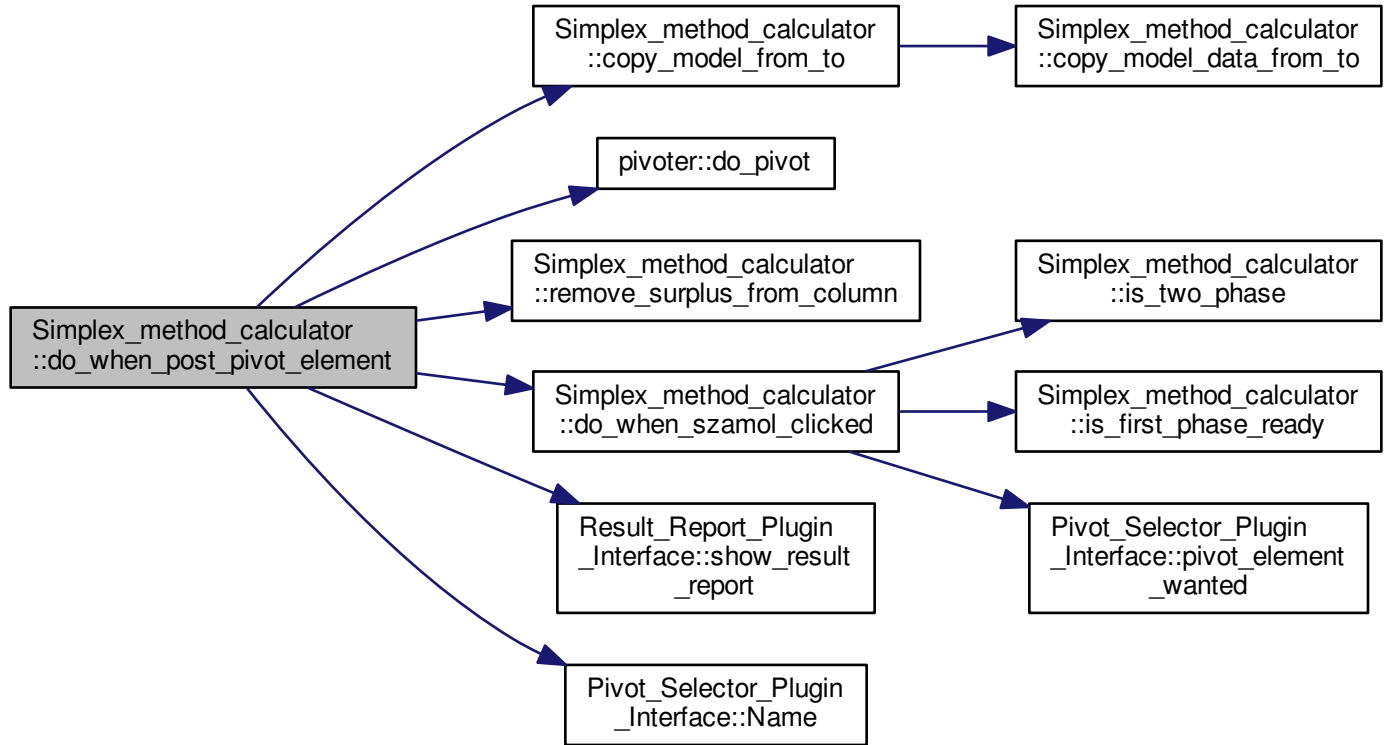 Simplex_method_calculator
::do_when_post_pivot_element
Simplex_method_calculator
::copy_model_from_to
Simplex_method_calculator
::copy_model_data_from_to
pivoter::do_pivot
Simplex_method_calculator
::remove_surplus_from_column
Simplex_method_calculator
::do_when_szamol_clicked
Simplex_method_calculator
::is_two_phase
Simplex_method_calculator
::is_first_phase_ready
Pivot_Selector_Plugin
_Interface::pivot_element
_wanted
Result_Report_Plugin
_Interface::show_result
_report
Pivot_Selector_Plugin
_Interface::Name